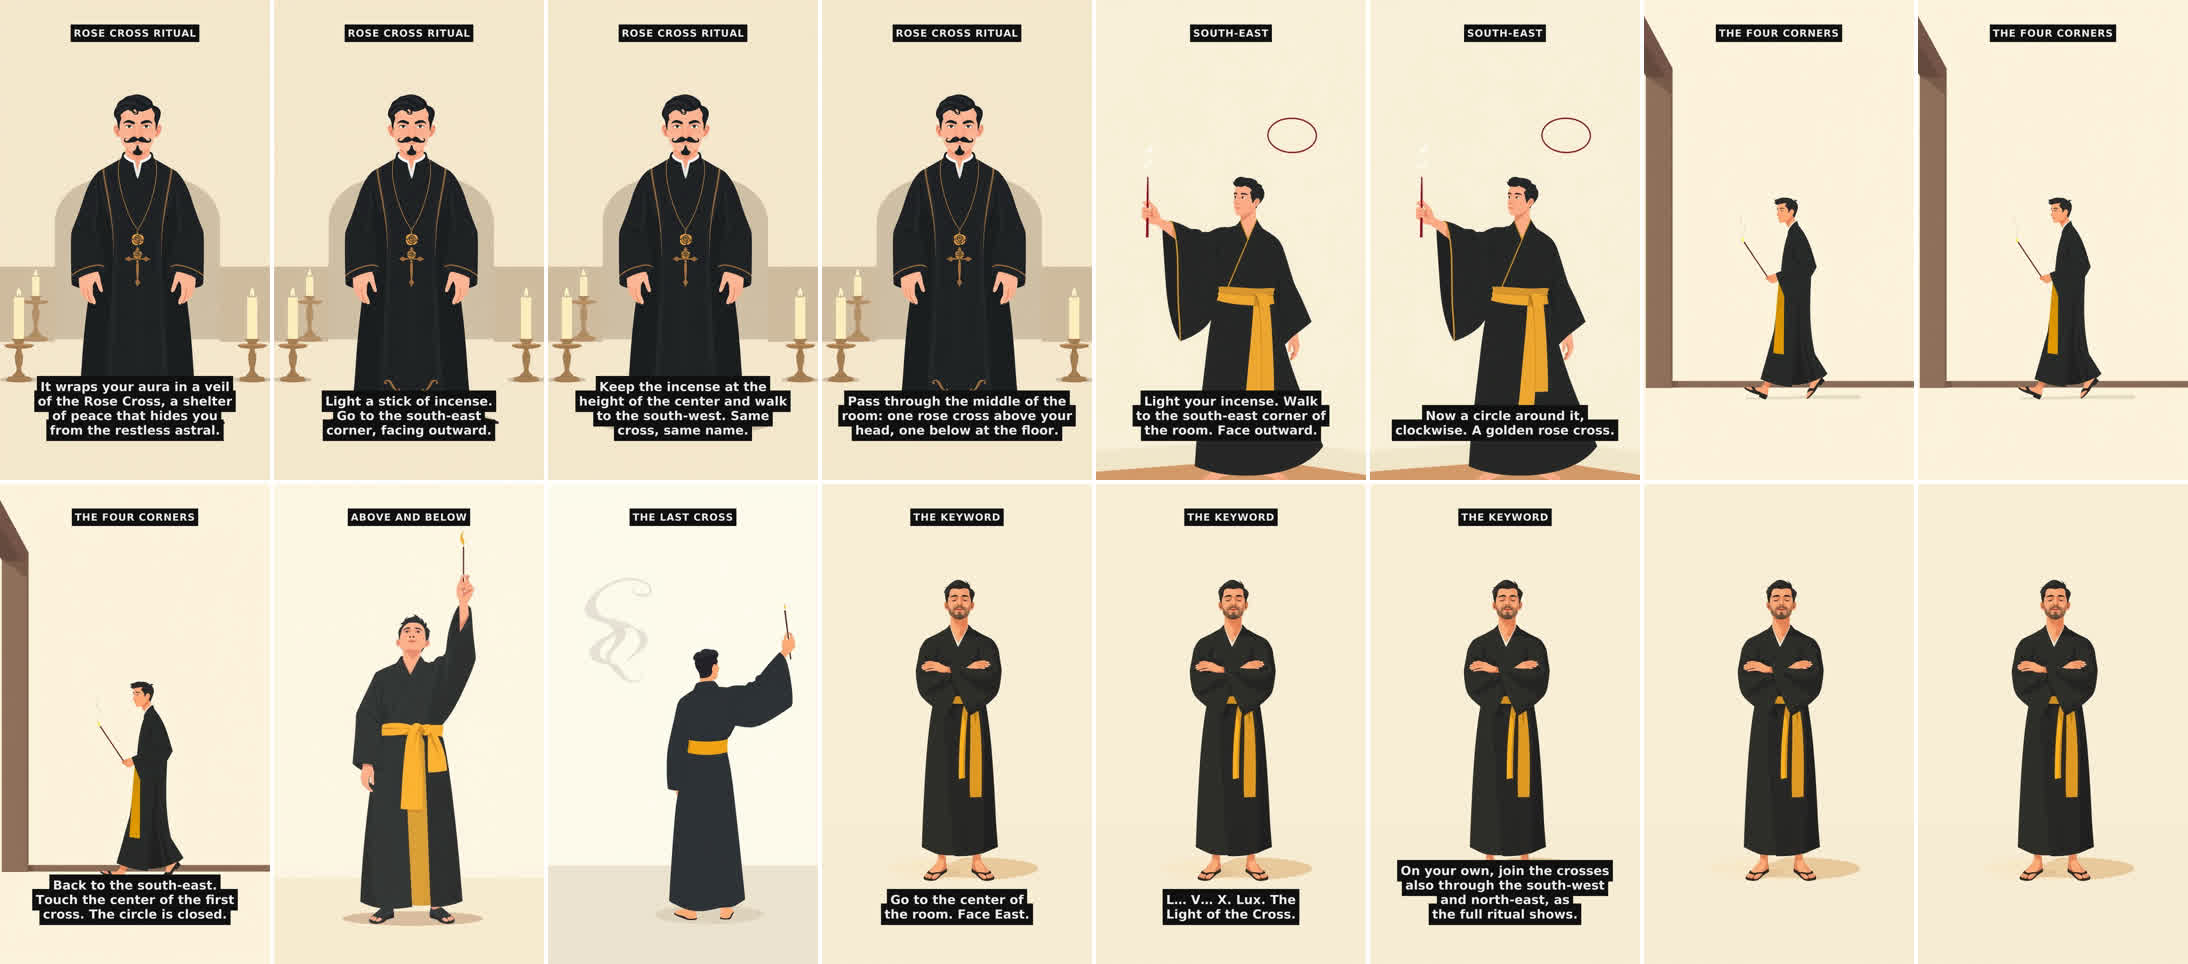 ROSE CROSS RITUAL
It wraps your aura in a veil
of the Rose Cross, a shelter
of peace that hides you
from the restless astral.
ROSE CROSS RITUAL
Light a stick of incense.
Go to the south-east
corner, facing outward.
ROSE CROSS RITUAL
Keep the incense at the
height of the center and walk
to the south-west. Same
cross, same name.
ROSE CROSS RITUAL
Pass through the middle of the
room: one rose cross above your
head, one below at the floor.
SOUTH-EAST
Light your incense. Walk
to the south-east corner of
the room. Face outward.
SOUTH-EAST
Now a circle around it,
clockwise. A golden rose cross.
THE FOUR CORNERS
THE FOUR CORNERS
THE FOUR CORNERS
Back to the south-east.
Touch the center of the first
cross. The circle is closed.
ABOVE AND BELOW
THE LAST CROSS
THE KEYWORD
Go to the center of
the room. Face East.
THE KEYWORD
L... V... X. Lux. The
Light of the Cross.
THE KEYWORD
On your own, join the crosses
also through the south-west
and north-east, as
the full ritual shows.